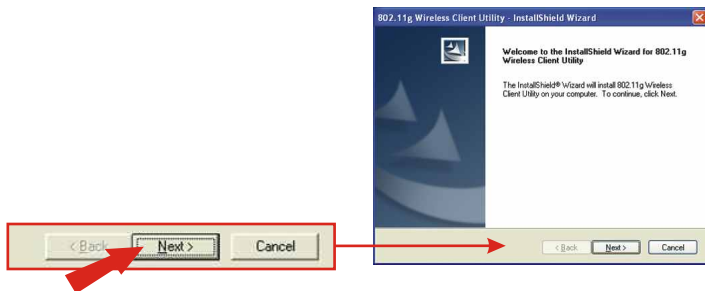 802.11g Wireless Client Utility - InstallShield Wizard
Welcome to the InstallShield Wizard for 802.11g
Wireless Client Utility
The InstallShield® Wizard will install 802.11g Wireless
Client Utility on your computer. To continue, click Next.
< Back Next > Cancel
< Back Next > Cancel